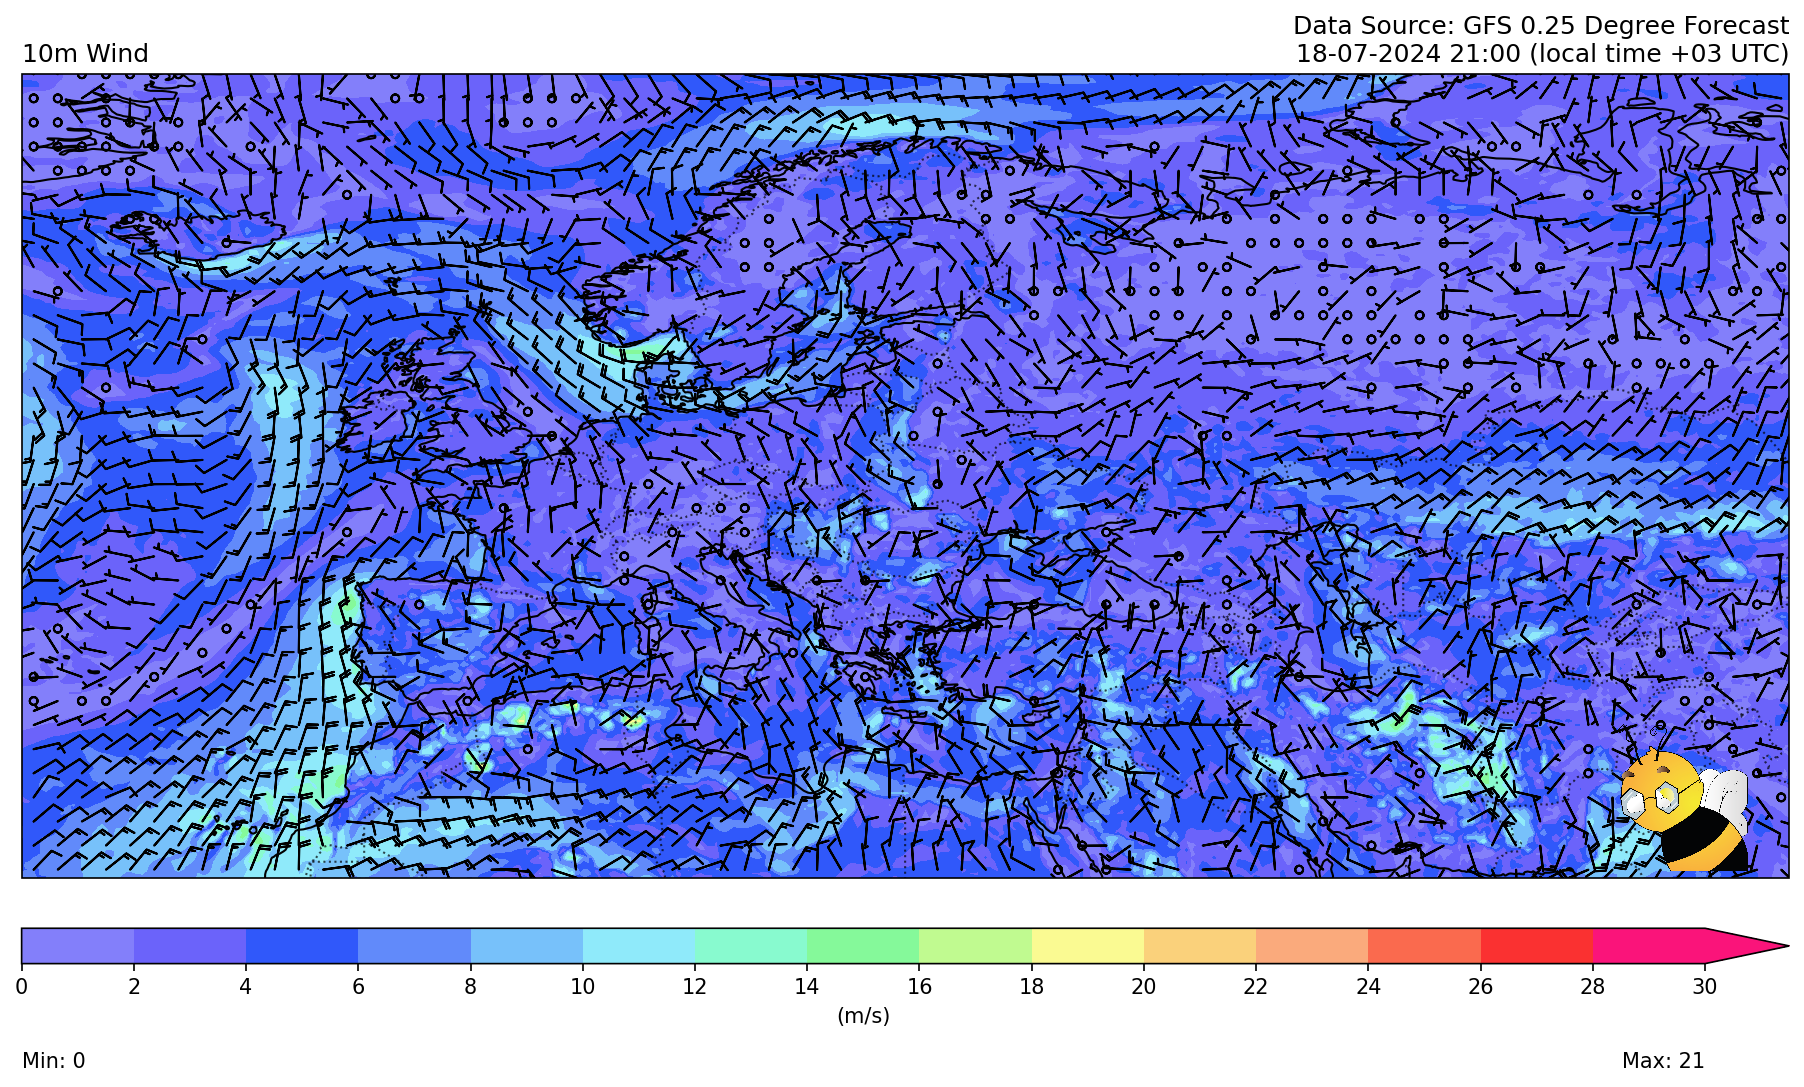 Data Source: GFS 0.25 Degree Forecast
10m Wind
18-07-2024 21:00 (local time +03 UTC)
0 2 4 6 8 10 12 14 16 18 20 22 24 26 28 30
(m/s)
Min: 0
Max: 21